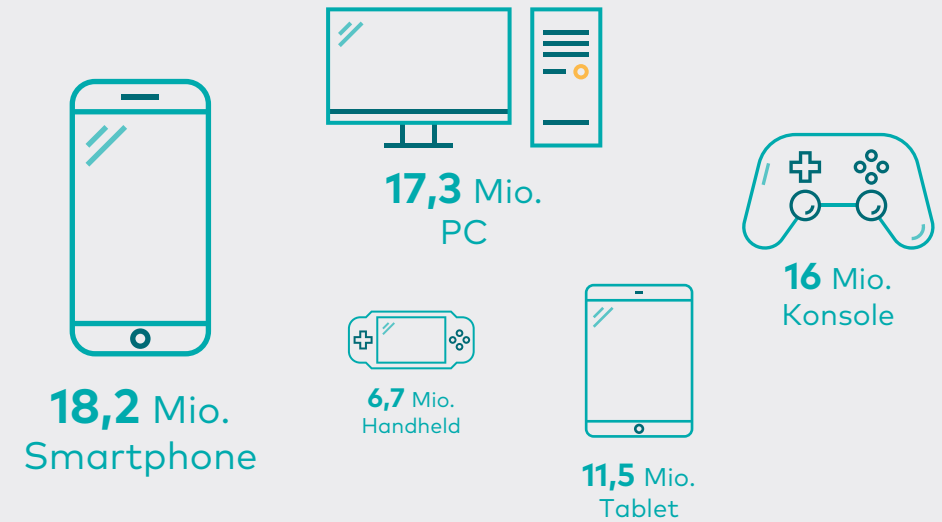 17,3 Mio.
PC
16 Mio.
Konsole
18,2 Mio.
Smartphone
6,7 Mio.
Handheld
11,5 Mio.
Tablet